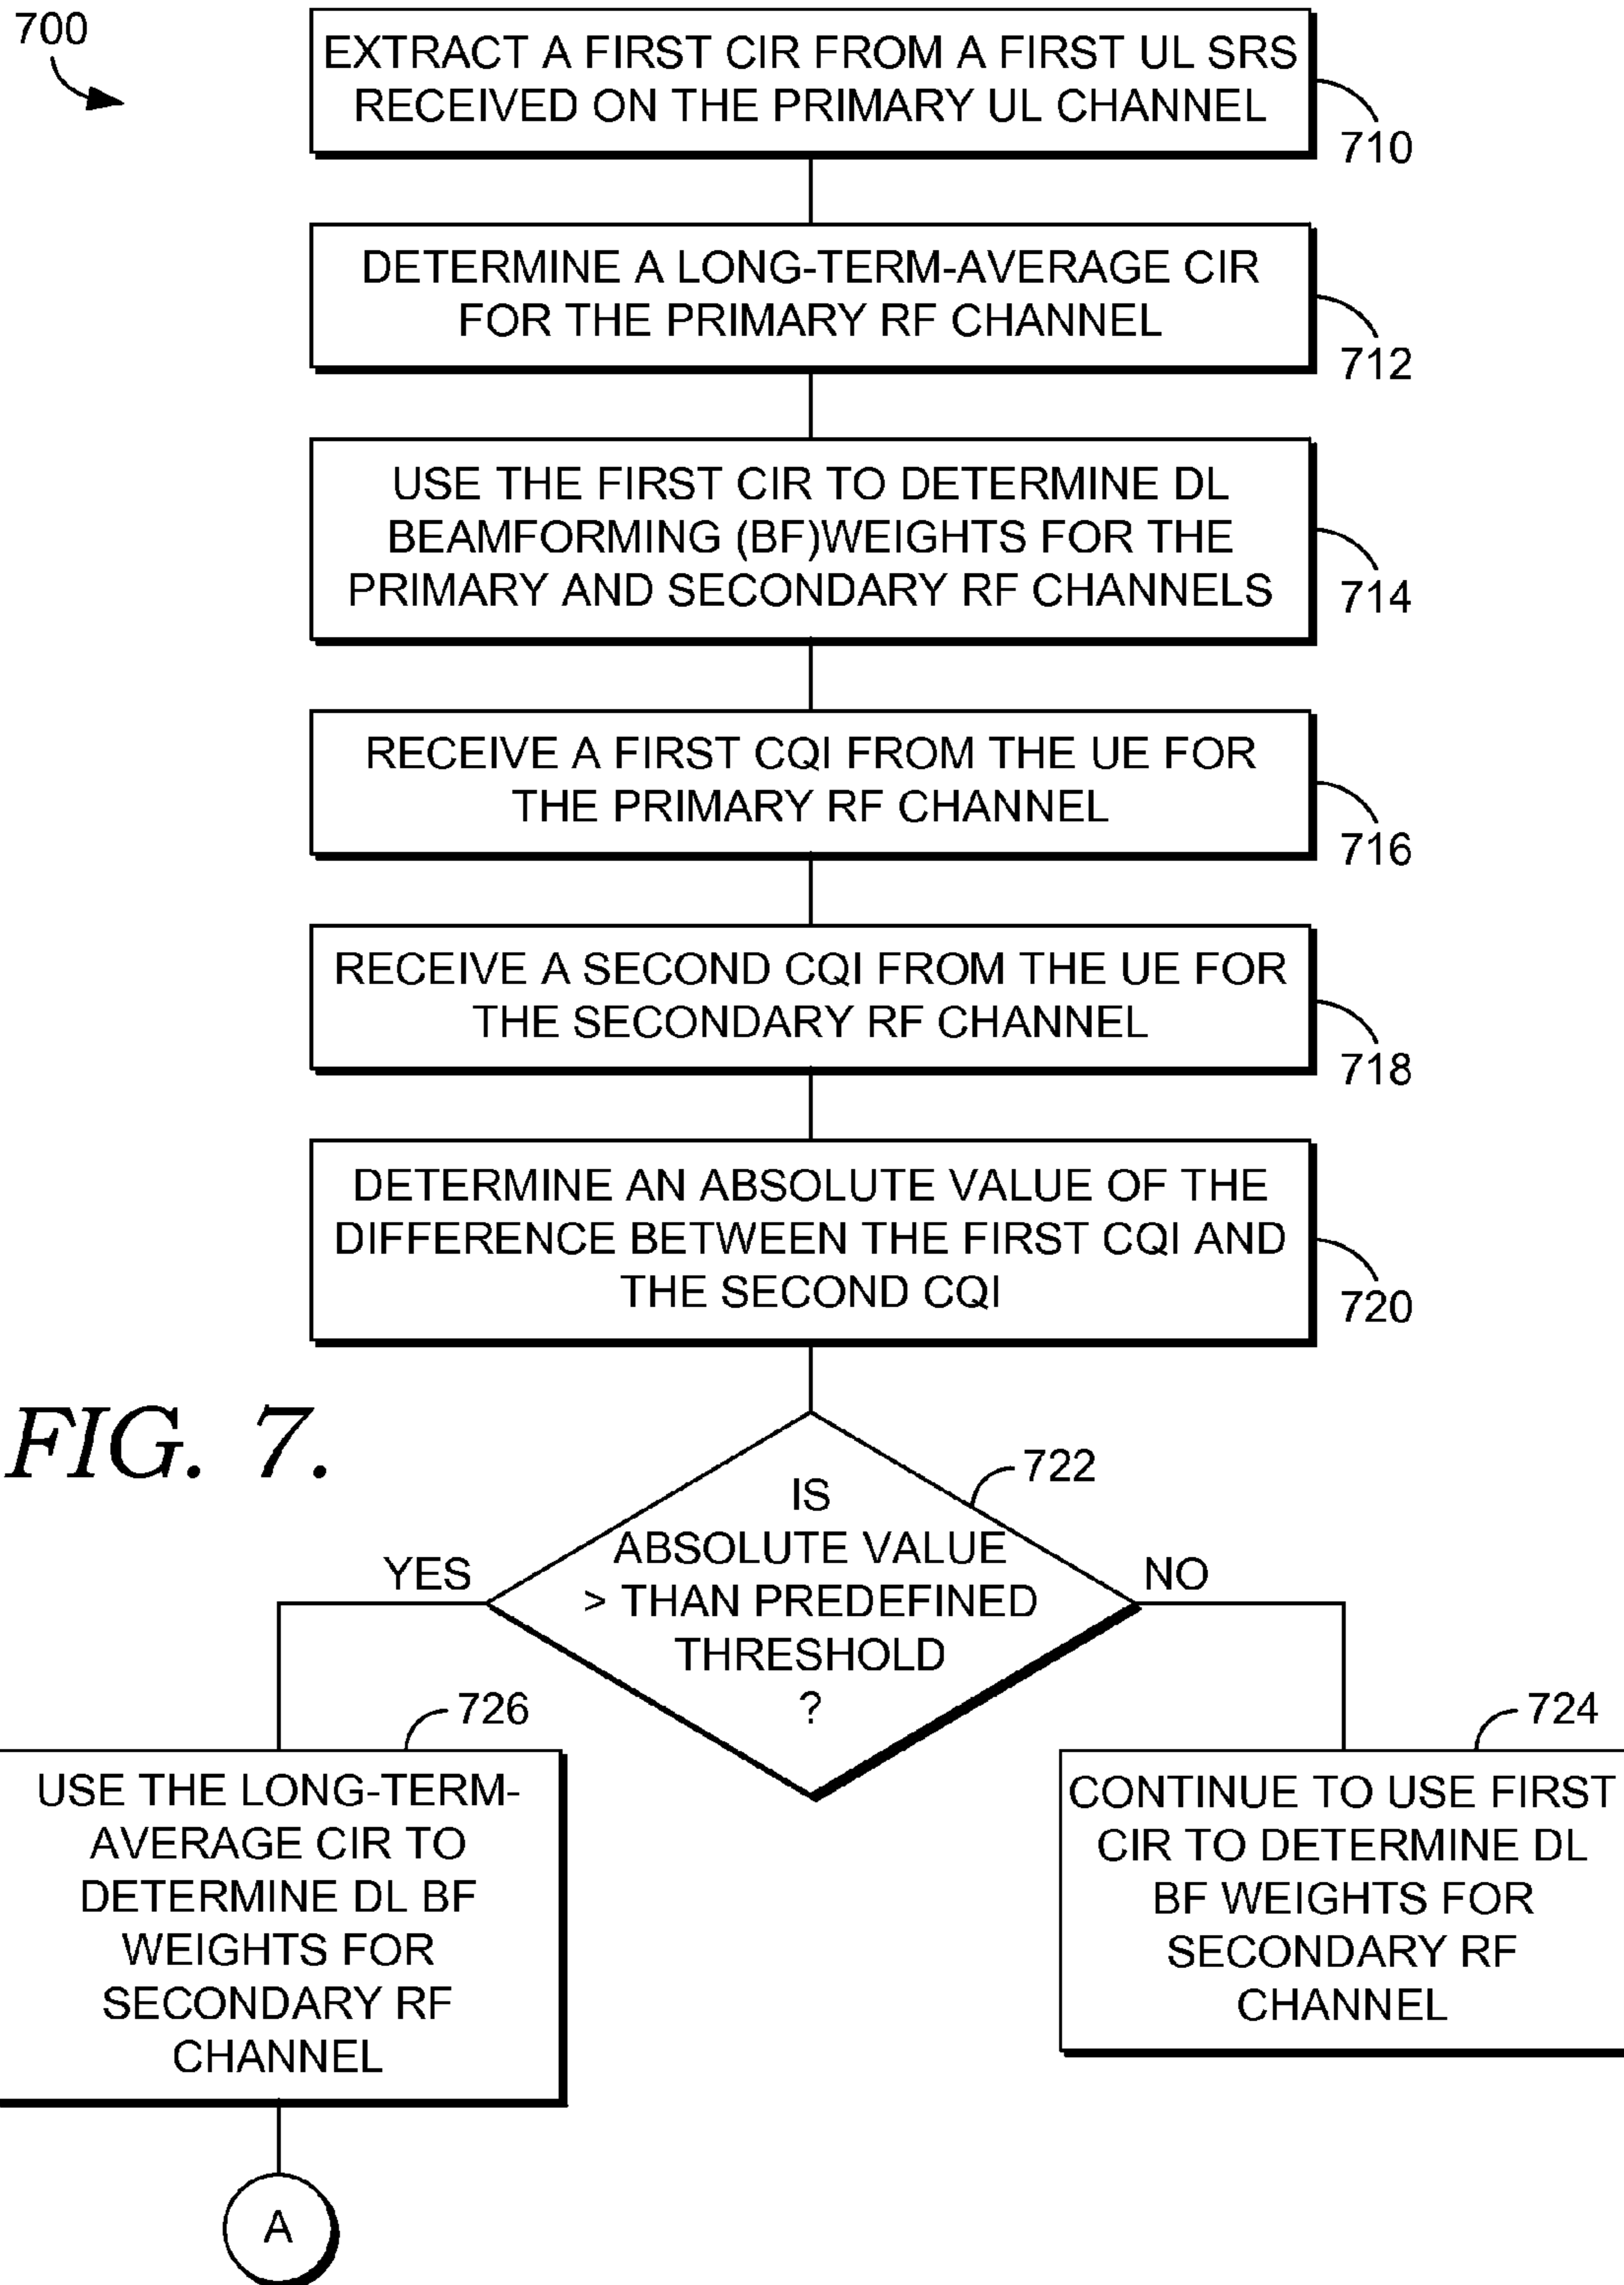 700
EXTRACT A FIRST CIR FROM A FIRST UL SRS
RECEIVED ON THE PRIMARY UL CHANNEL
710
DETERMINE A LONG-TERM-AVERAGE CIR
FOR THE PRIMARY RF CHANNEL
712
USE THE FIRST CIR TO DETERMINE DL
BEAMFORMING (BF)WEIGHTS FOR THE
PRIMARY AND SECONDARY RF CHANNELS
714
RECEIVE A FIRST CQI FROM THE UE FOR
THE PRIMARY RF CHANNEL
716
RECEIVE A SECOND CQI FROM THE UE FOR
THE SECONDARY RF CHANNEL
718
DETERMINE AN ABSOLUTE VALUE OF THE
DIFFERENCE BETWEEN THE FIRST CQI AND
THE SECOND CQI
720
FIG. 7.
722
IS
ABSOLUTE VALUE
> THAN PREDEFINED
THRESHOLD
?
YES
NO
726
USE THE LONG-TERM-
AVERAGE CIR TO
DETERMINE DL BF
WEIGHTS FOR
SECONDARY RF
CHANNEL
724
CONTINUE TO USE FIRST
CIR TO DETERMINE DL
BF WEIGHTS FOR
SECONDARY RF
CHANNEL
A